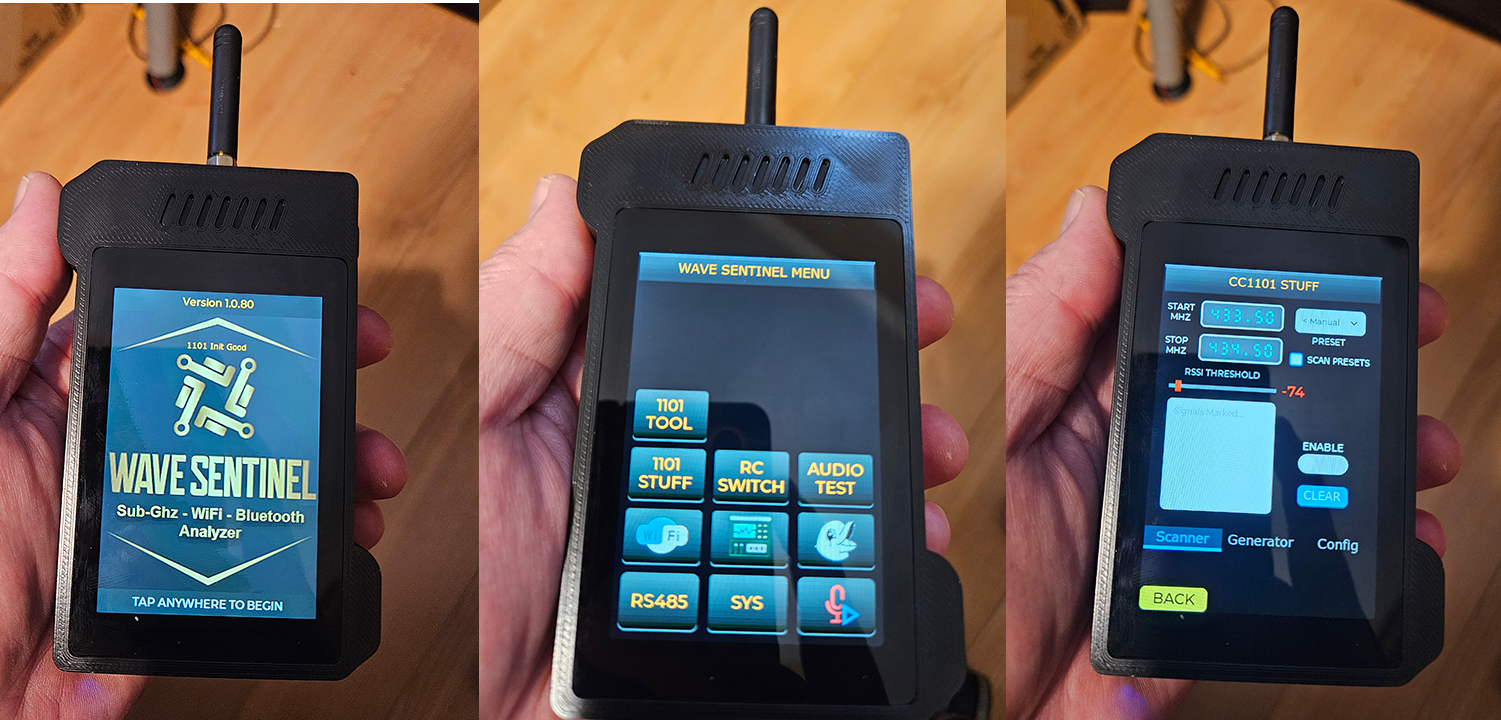 Version 1.0.80
1101 Init Good
WAVE SENTINEL
Sub-Ghz - WiFi - Bluetooth
Analyzer
TAP ANYWHERE TO BEGIN
WAVE SENTINEL MENU
1101
TOOL
1101
STUFF
RC
SWITCH
AUDIO
TEST
Wi Fi
RS485
SYS
CC1101 STUFF
START
MHZ
433.50
< Manual
PRESET
STOP
MHZ
434.50
SCAN PRESETS
RSSI THRESHOLD
-74
Signals Marked...
ENABLE
CLEAR
Scanner
Generator
Config
BACK